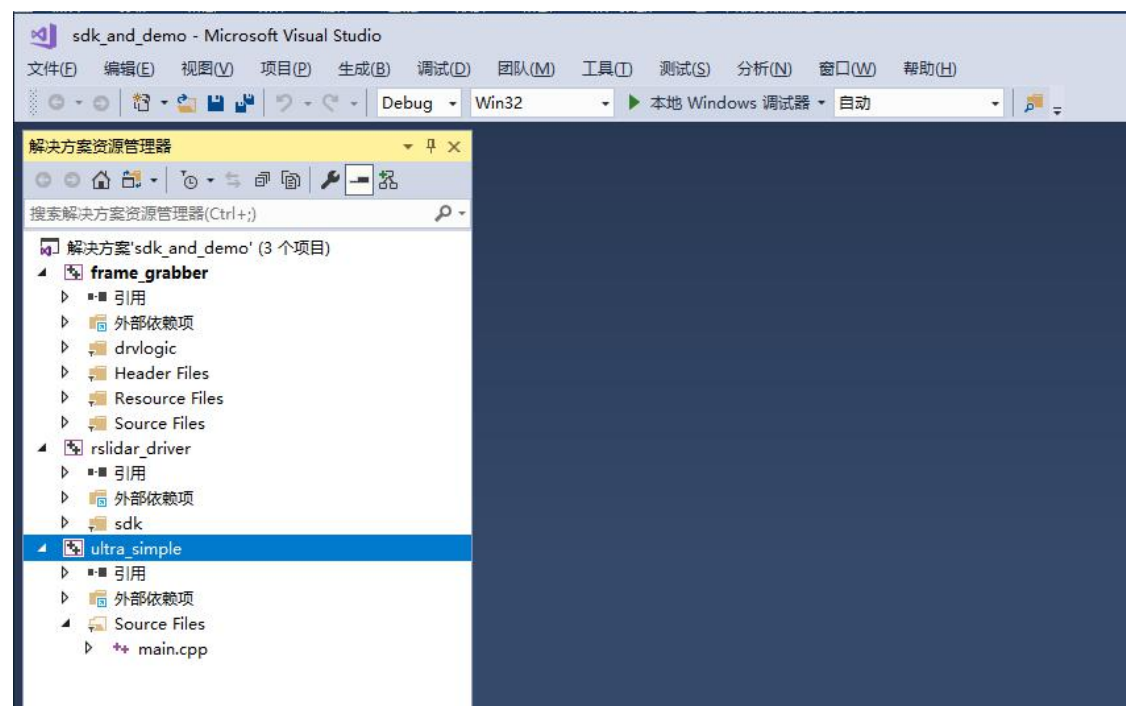 sdk_and_demo - Microsoft Visual Studio
文件(F) 编辑(E) 视图(V) 项目(P) 生成(B) 调试(D) 团队(M) 工具(T) 测试(S) 分析(N) 窗口(W) 帮助(H)
Debug Win32 本地 Windows 调试器 自动
解决方案资源管理器
搜索解决方案资源管理器(Ctrl+;)
解决方案'sdk_and_demo' (3 个项目)
frame_grabber
引用
外部依赖项
drvlogic
Header Files
Resource Files
Source Files
rslidar_driver
引用
外部依赖项
sdk
ultra_simple
引用
外部依赖项
Source Files
main.cpp